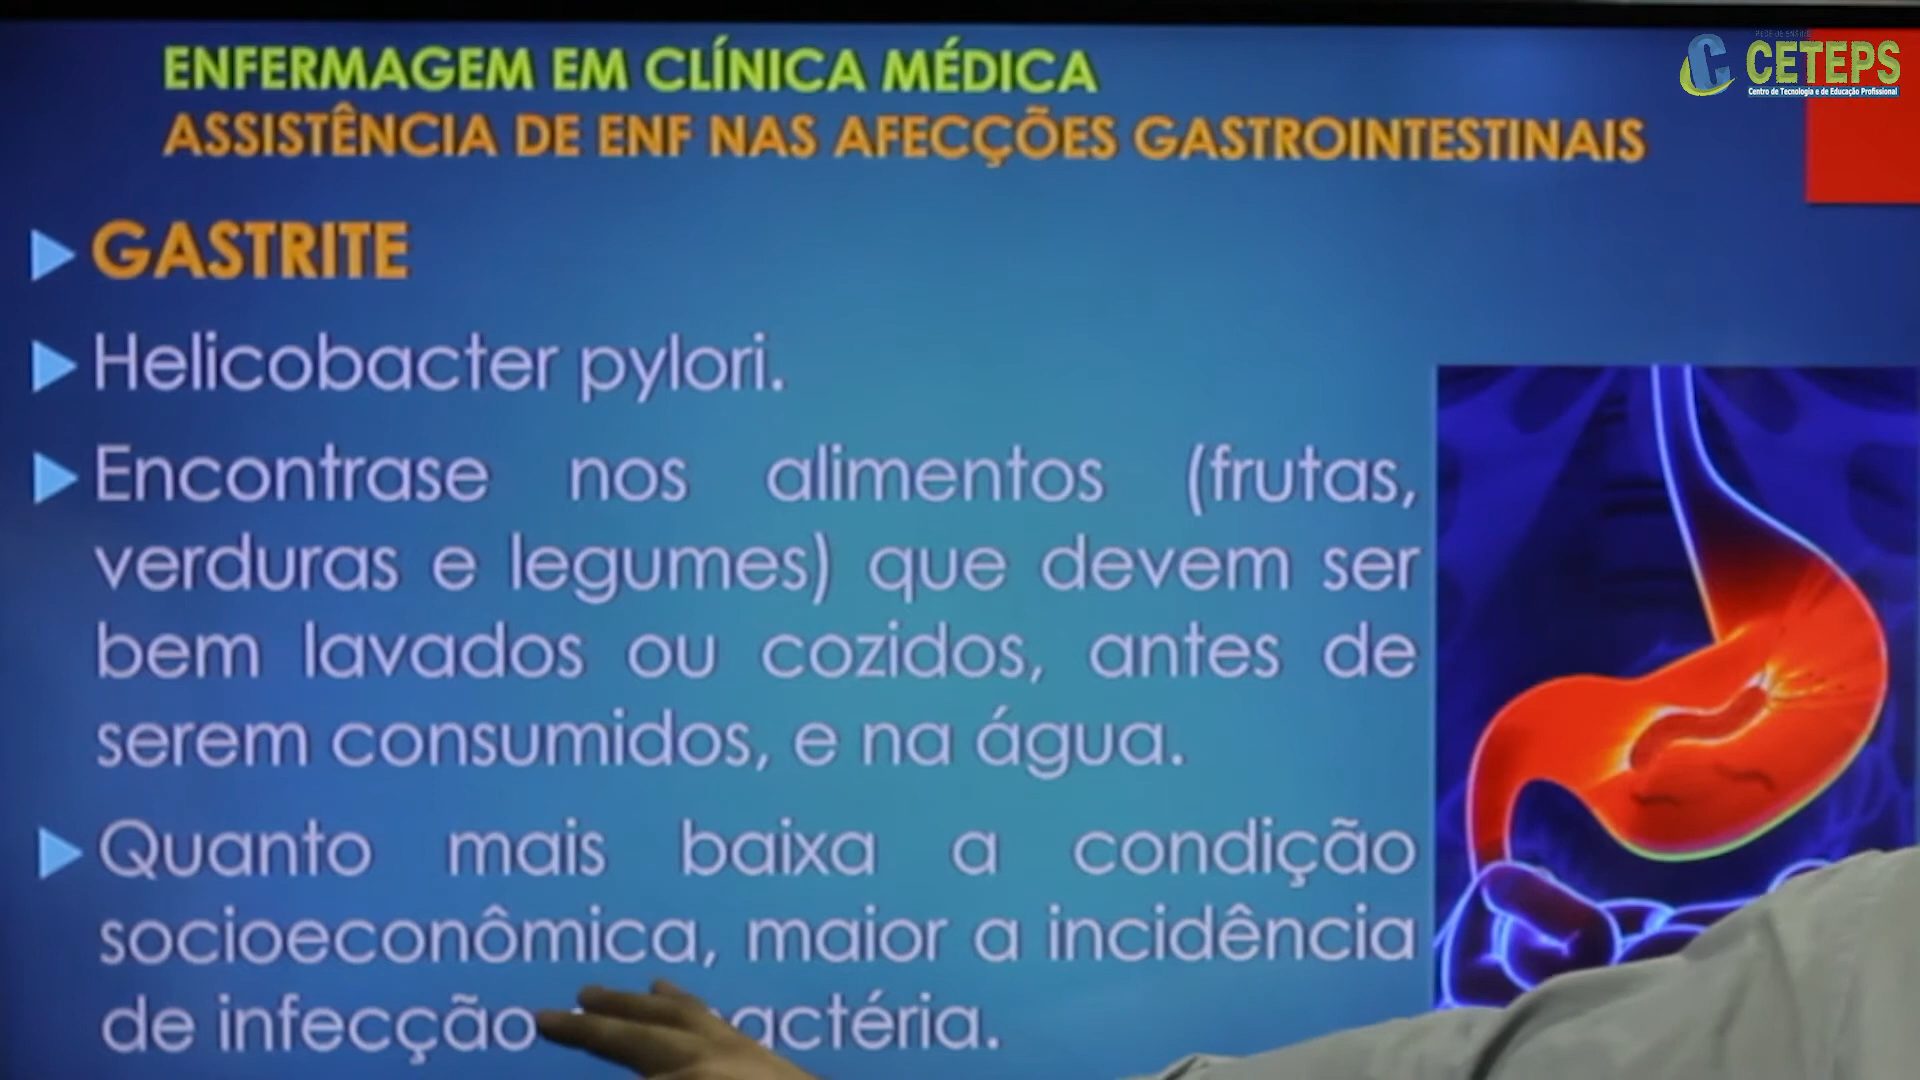 ENFERMAGEM EM CLÍNICA MÉDICA
ASSISTÊNCIA DE ENF NAS AFECÇÕES GASTROINTESTINAIS
CETEPS
Centro de Tecnologia e de Educação Profissional
GASTRITE
Helicobacter pylori.
Encontrase nos alimentos (frutas,
verduras e legumes) que devem ser
bem lavados ou cozidos, antes de
serem consumidos, e na água.
Quanto mais baixa a condição
socioeconômica, maior a incidência
de infecção actéria.